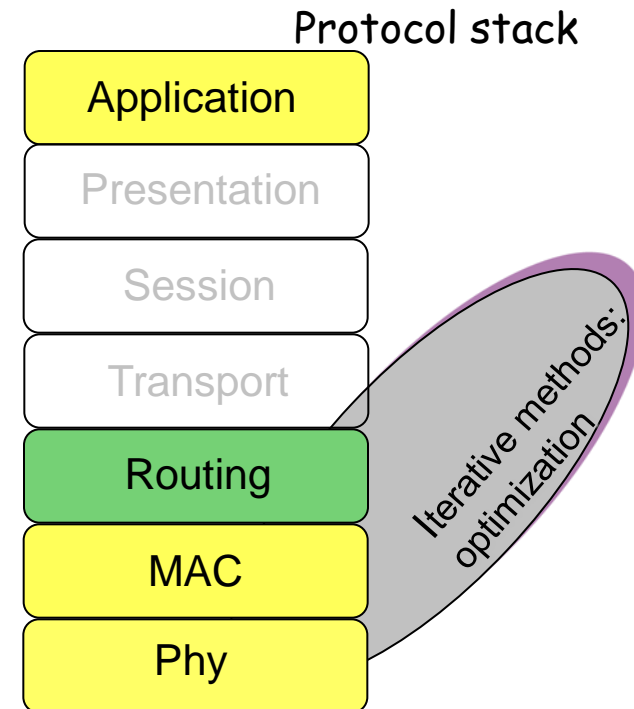 Protocol stack
Application
Presentation
Session
Transport
Routing
MAC
Phy
Iterative methods:
optimization